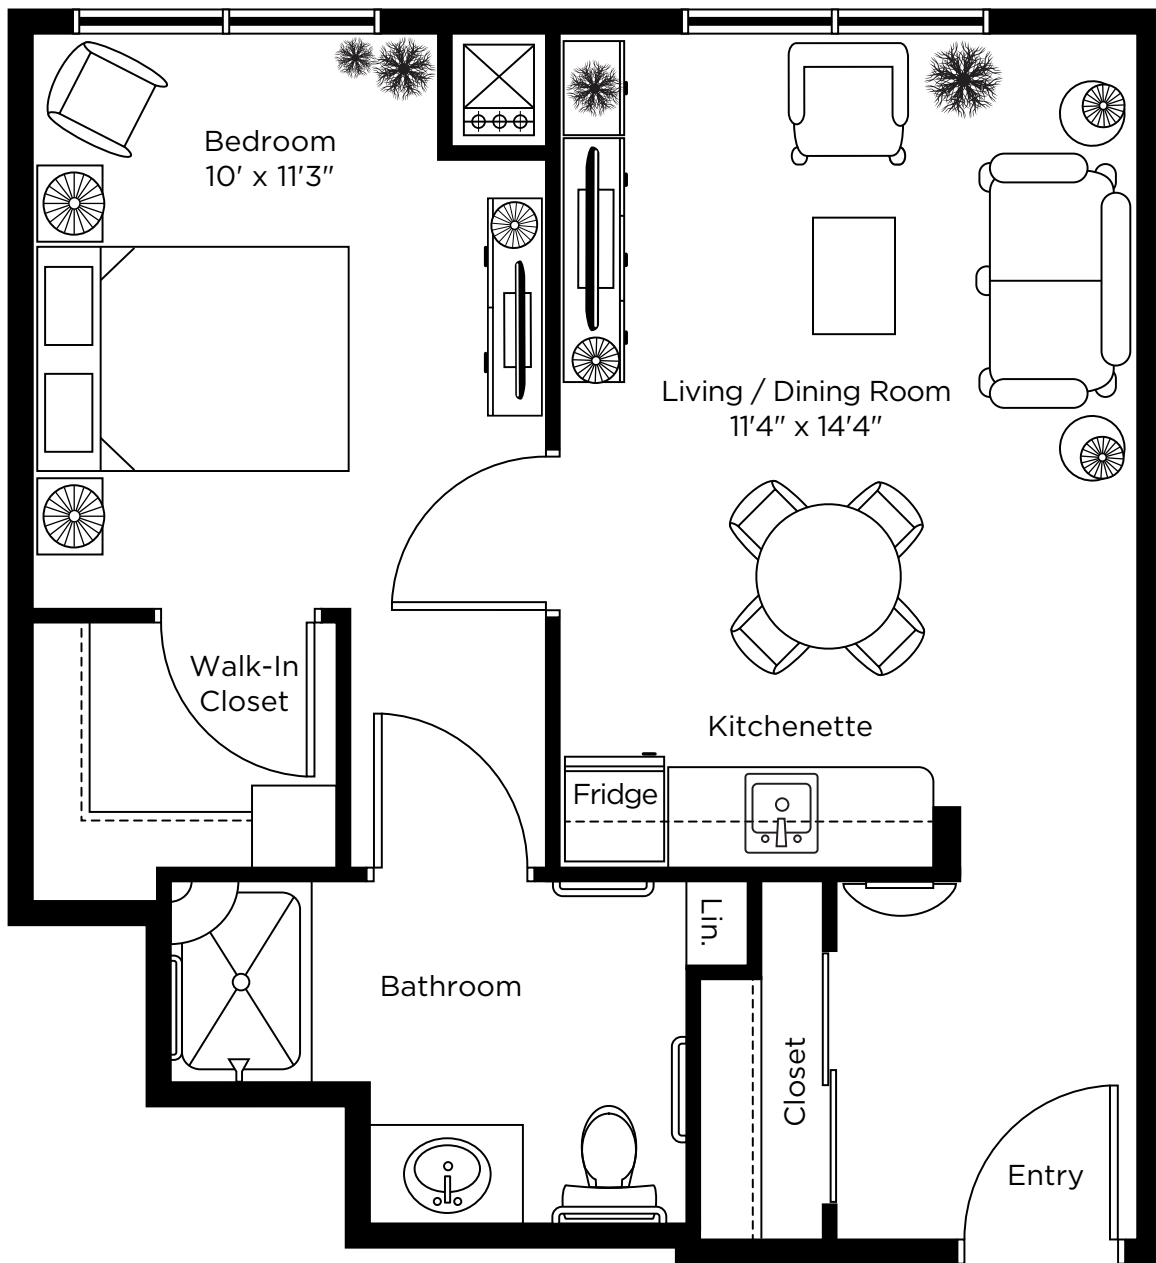 Bedroom
10' x 11'3"
Living / Dining Room
11'4" x 14'4"
Walk-In
Closet
Kitchenette
Fridge
Lin.
Bathroom
Closet
Entry